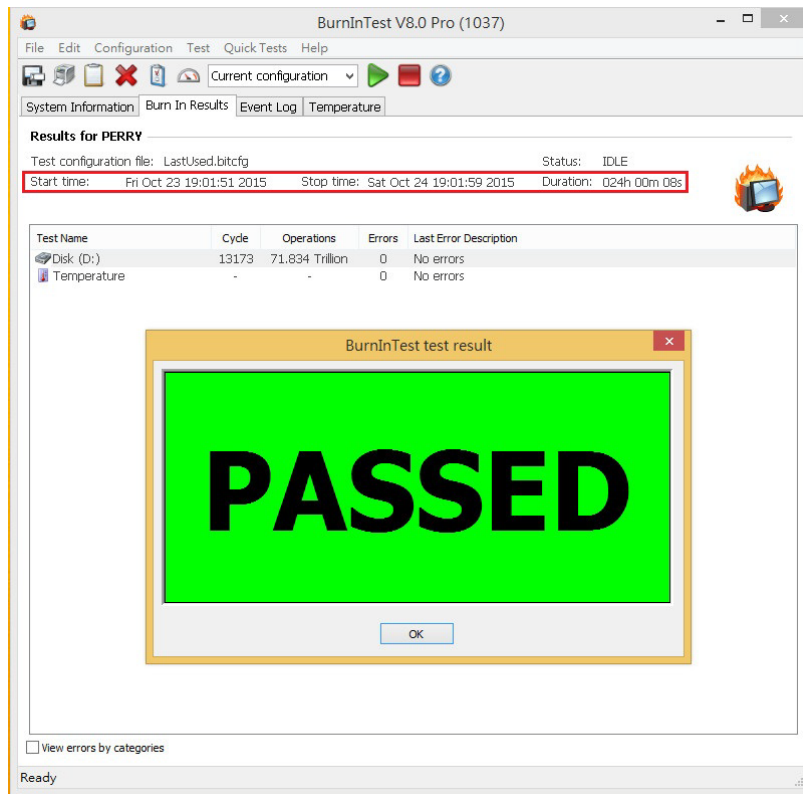 BurnInTest V8.0 Pro (1037)
File Edit Configuration Test Quick Tests Help
Current configuration
System Information Burn In Results Event Log Temperature
Results for PERRY
Test configuration file: LastUsed.bitcfg Status: IDLE
Start time: Fri Oct 23 19:01:51 2015 Stop time: Sat Oct 24 19:01:59 2015 Duration: 024h 00m 08s
Test Name Cycle Operations Errors Last Error Description
Disk (D:) 13173 71.834 Trillion 0 No errors
Temperature - - 0 No errors
BurnInTest test result
PASSED
OK
View errors by categories
Ready